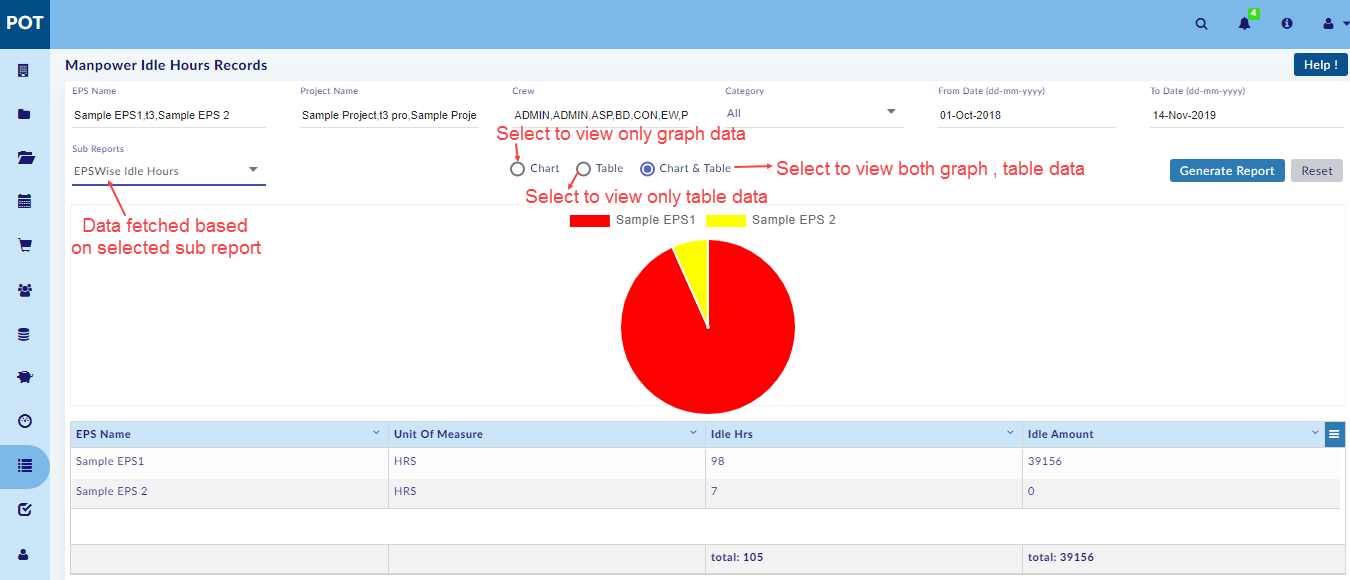 POT
4
Manpower Idle Hours Records
Help !
EPS Name
Project Name
Crew
Category
From Date (dd-mm-yyyy)
To Date (dd-mm-yyyy)
Sample EPS1,t3,Sample EPS 2
Sample Project,t3 pro,Sample Proje
ADMIN,ADMIN,ASP,BD,CON,EW,P
All
01-Oct-2018
14-Nov-2019
Select to view only graph data
Sub Reports
EPSWise Idle Hours
Chart
Table
Chart & Table
Select to view both graph , table data
Generate Report
Reset
Select to view only table data
Data fetched based
on selected sub report
Sample EPS1
Sample EPS 2
EPS Name
Unit Of Measure
Idle Hrs
Idle Amount
Sample EPS1
HRS
98
39156
Sample EPS 2
HRS
7
0
total: 105
total: 39156